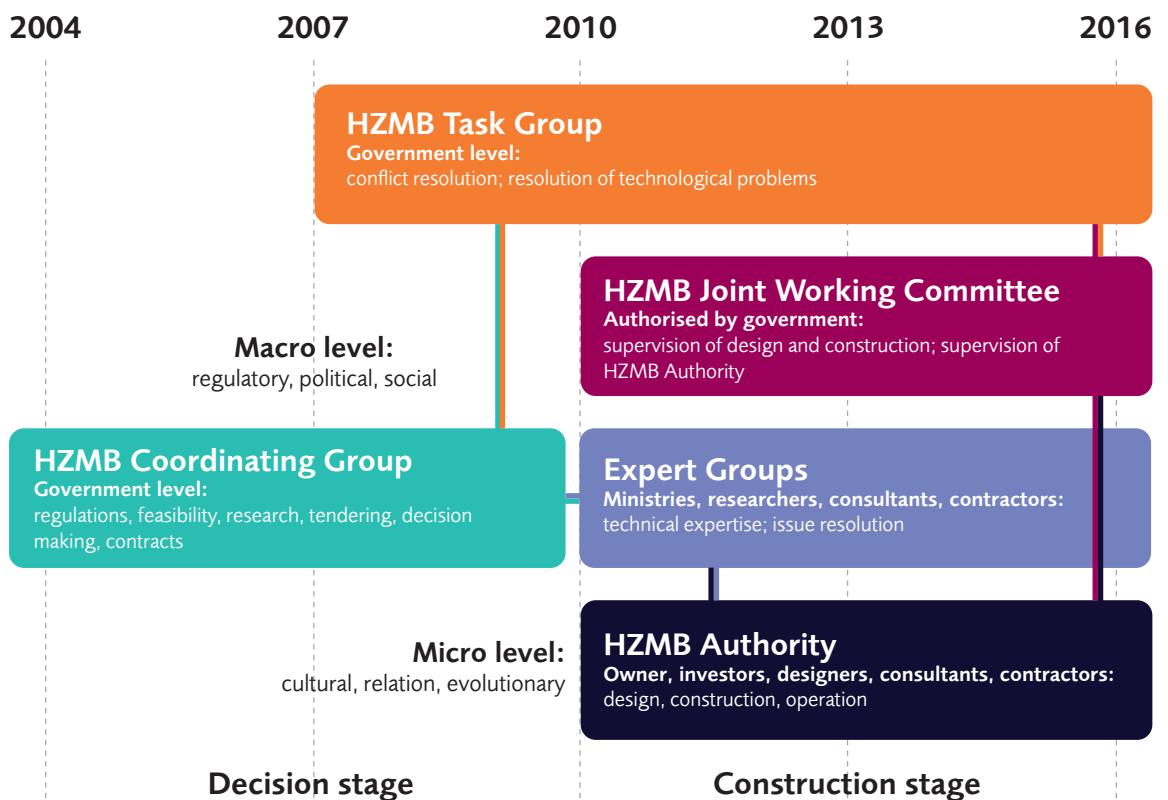 2004 2007 2010 2013 2016
HZMB Task Group
Government level:
conflict resolution; resolution of technological problems
HZMB Joint Working Committee
Authorised by government:
supervision of design and construction; supervision of
HZMB Authority
Macro level:
regulatory, political, social
HZMB Coordinating Group
Government level:
regulations, feasibility, research, tendering, decision
making, contracts
Expert Groups
Ministries, researchers, consultants, contractors:
technical expertise; issue resolution
Micro level:
cultural, relation, evolutionary
HZMB Authority
Owner, investors, designers, consultants, contractors:
design, construction, operation
Decision stage
Construction stage